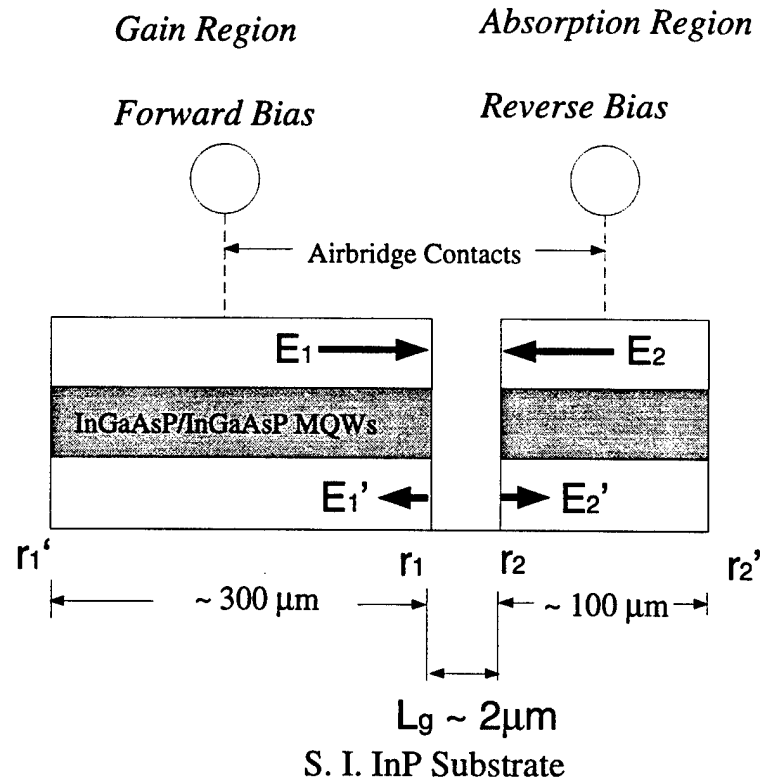 Gain Region
Absorption Region
Forward Bias
Reverse Bias
Airbridge Contacts
E1
E2
InGaAsP/InGaAsP MQWs
E1'
E2'
r1'
r1
r2
r2'
~ 300 μm
~ 100 μm
Lg ~ 2μm
S. I. InP Substrate